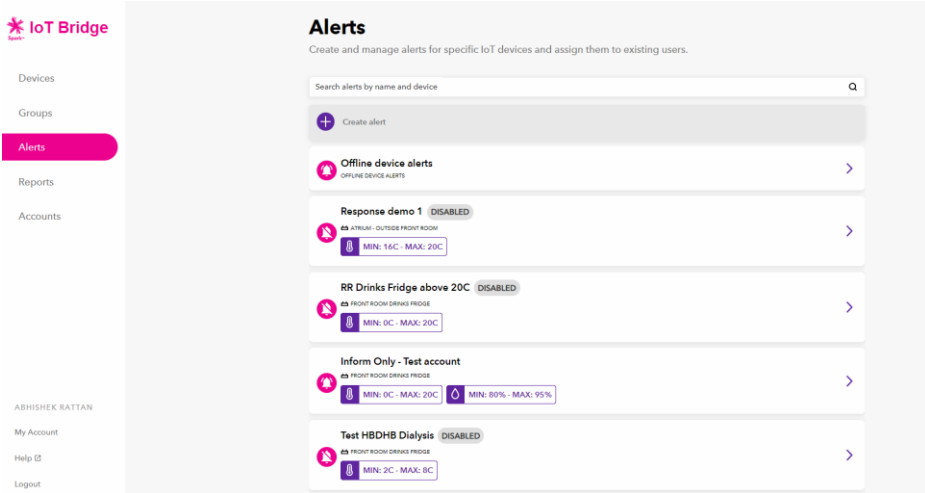 IoT Bridge
Spark
Devices
Groups
Alerts
Reports
Accounts
ABHISHEK RATTAN
My Account
Help
Logout
Alerts
Create and manage alerts for specific IoT devices and assign them to existing users.
Search alerts by name and device
Create alert
Offline device alerts
OFFLINE DEVICE ALERTS
Response demo 1 DISABLED
ATRIUM - OUTSIDE FRONT ROOM
MIN: 16C - MAX: 20C
RR Drinks Fridge above 20C DISABLED
FRONT ROOM DRINKS FRIDGE
MIN: 0C - MAX: 20C
Inform Only - Test account
FRONT ROOM DRINKS FRIDGE
MIN: 0C - MAX: 20C MIN: 80% - MAX: 95%
Test HBDHB Dialysis DISABLED
FRONT ROOM DRINKS FRIDGE
MIN: 2C - MAX: 8C